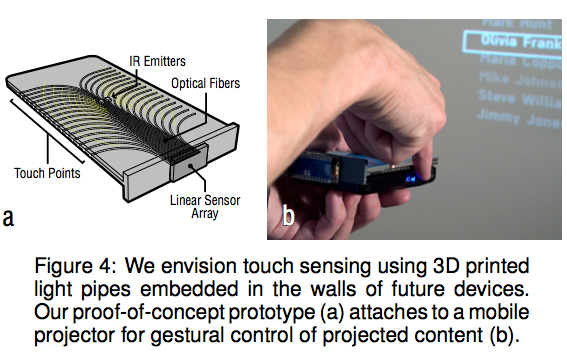 IR Emitters
Optical Fibers
Touch Points
Linear Sensor
Array
a
Mark Hunt
Olivia Frank
Maria Coppo
Mike Johnso
Steve Willia
Jimmy Jone
b
Figure 4: We envision touch sensing using 3D printed
light pipes embedded in the walls of future devices.
Our proof-of-concept prototype (a) attaches to a mobile
projector for gestural control of projected content (b).